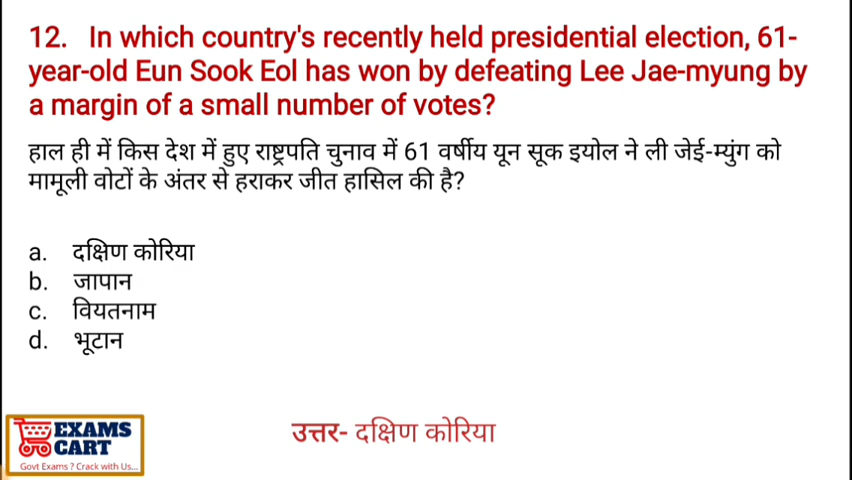 12. In which country's recently held presidential election, 61-
year-old Eun Sook Eol has won by defeating Lee Jae-myung by
a margin of a small number of votes?
हाल ही में किस देश में हुए राष्ट्रपति चुनाव में 61 वर्षीय यून सूक इयोल ने ली जेई-म्युंग को
मामूली वोटों के अंतर से हराकर जीत हासिल की है?
a. दक्षिण कोरिया
b. जापान
c. वियतनाम
d. भूटान
उत्तर- दक्षिण कोरिया
EXAMS
CART
Govt Exams ? Crack with Us...